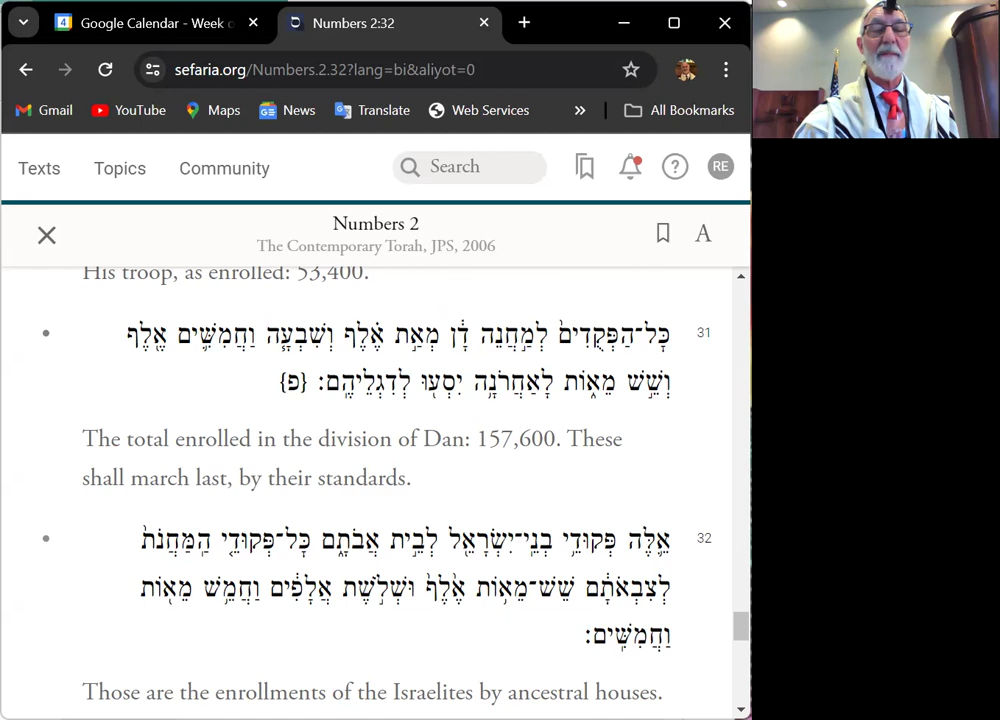 Google Calendar - Week o
Numbers 2:32
sefaria.org/Numbers.2.32?lang=bi&aliyot=0
Gmail
YouTube
Maps
News
Translate
Web Services
»
All Bookmarks
Texts
Topics
Community
Search
RE
Numbers 2
The Contemporary Torah, JPS, 2006
A
His troop, as enrolled: 53,400.
31
כׇּל־הַפְּקֻדִים֙ לְמַ֣חֲנֵה דָ֔ן מְאַ֣ת אֶ֗לֶף וְשִׁבְעָ֧ה וַחֲמִשִּׁ֛ים אֶ֖לֶף
וְשֵׁ֣שׁ מֵא֑וֹת לָאַחֲרֹנָ֥ה יִסְע֖וּ לְדִגְלֵיהֶֽם׃ {פ}
The total enrolled in the division of Dan: 157,600. These
shall march last, by their standards.
32
אֵ֛לֶּה פְּקוּדֵ֥י בְנֵֽי־יִשְׂרָאֵ֖ל לְבֵ֣ית אֲבֹתָ֑ם כׇּל־פְּקוּדֵ֤י הַֽמַּחֲנֹת֙
לְצִבְאֹתָ֔ם שֵׁשׁ־מֵא֥וֹת אֶ֙לֶף֙ וּשְׁלֹ֣שֶׁת אֲלָפִ֔ים וַחֲמֵ֥שׁ מֵא֖וֹת
וַחֲמִשִּֽׁים׃
Those are the enrollments of the Israelites by ancestral houses.